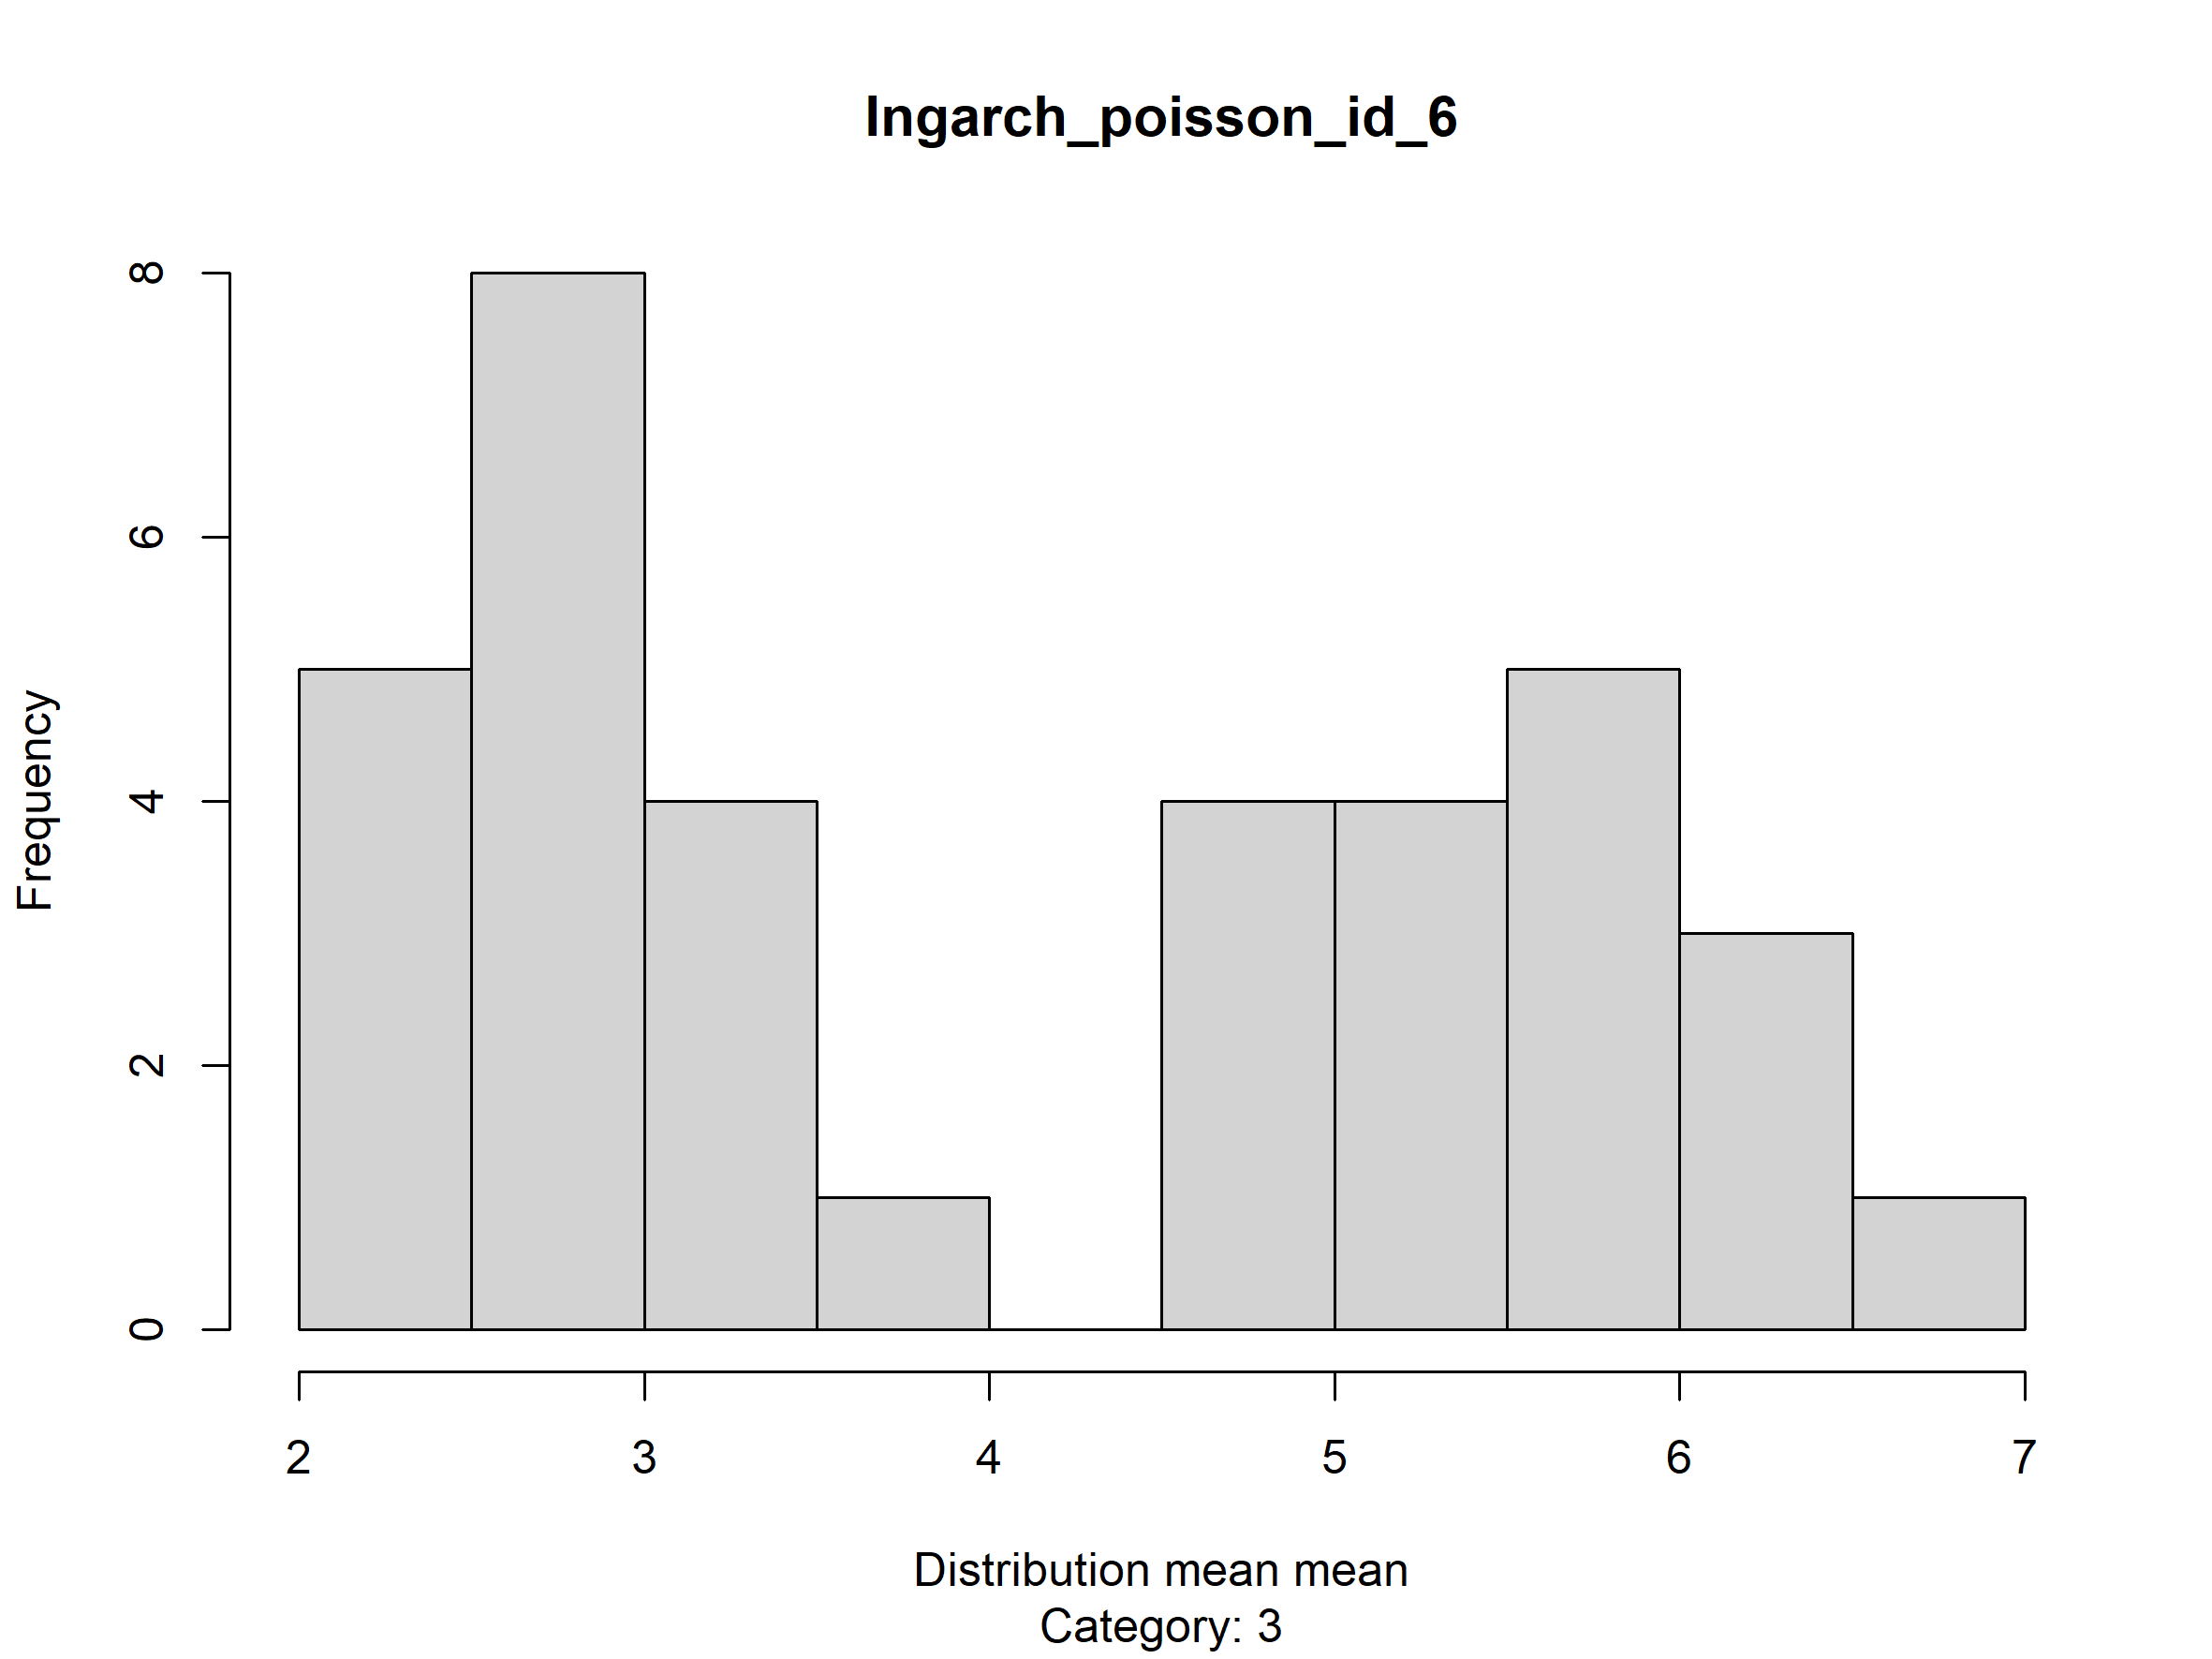 Ingarch_poisson_id_6
8
6
4
2
0
Frequency
2 3 4 5 6 7
Distribution mean mean
Category: 3